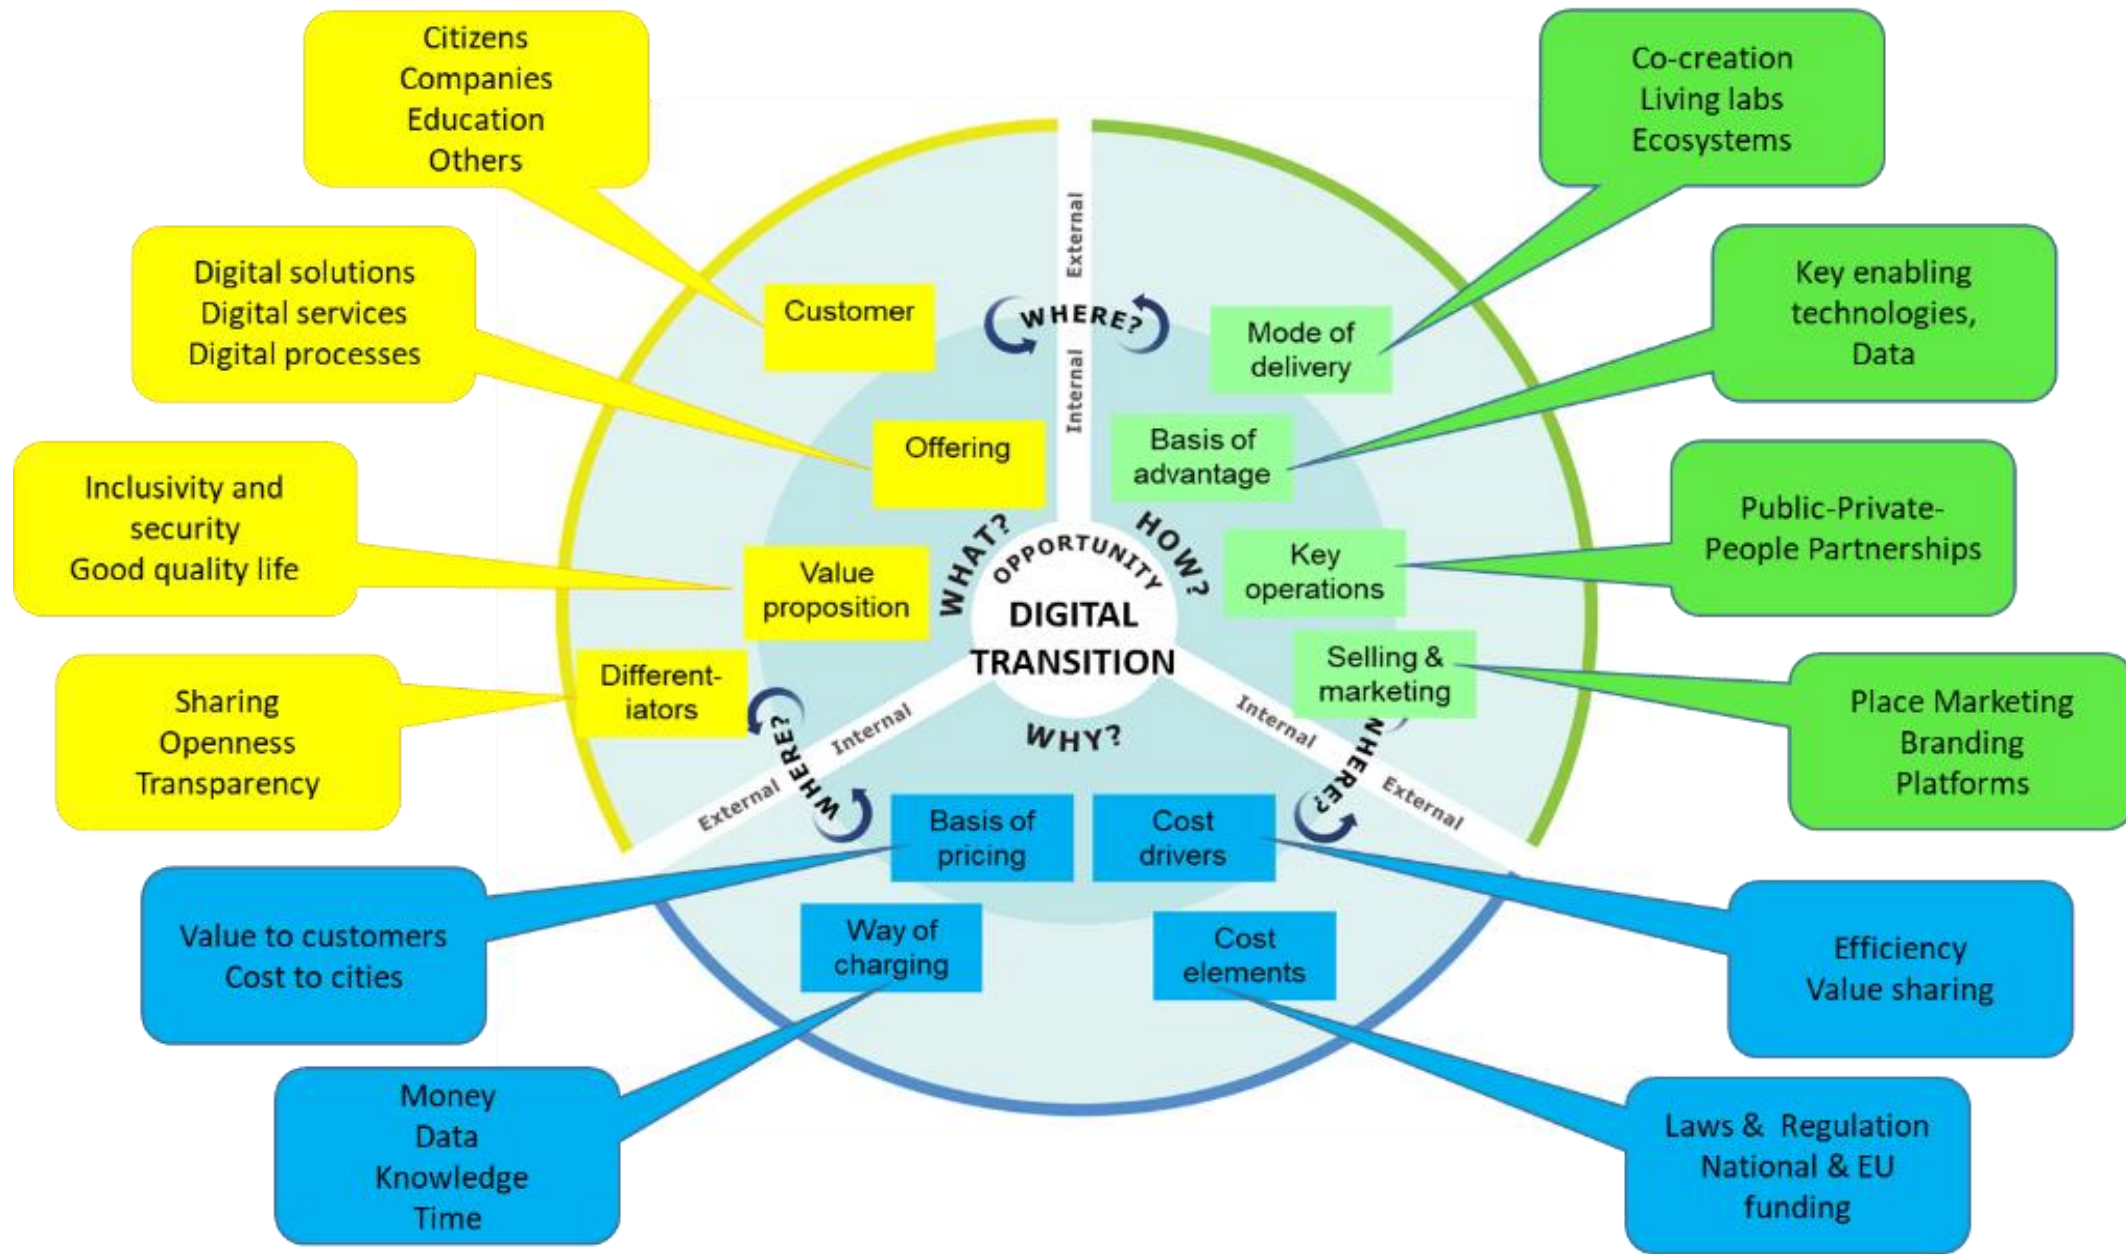 Citizens
Companies
Education
Others
Digital solutions
Digital services
Digital processes
Inclusivity and
security
Good quality life
Sharing
Openness
Transparency
Customer
Offering
Value
proposition
Different-
iators
WHAT?
External
WHERE?
Internal
OPPORTUNITY
DIGITAL
TRANSITION
HOW?
Mode of
delivery
Basis of
advantage
Key
operations
Selling &
marketing
Co-creation
Living labs
Ecosystems
Key enabling
technologies,
Data
Public-Private-
People Partnerships
Place Marketing
Branding
Platforms
WHY?
Internal
WHERE?
External
Internal
WHERE?
External
Basis of
pricing
Cost
drivers
Way of
charging
Cost
elements
Value to customers
Cost to cities
Money
Data
Knowledge
Time
Efficiency
Value sharing
Laws & Regulation
National & EU
funding